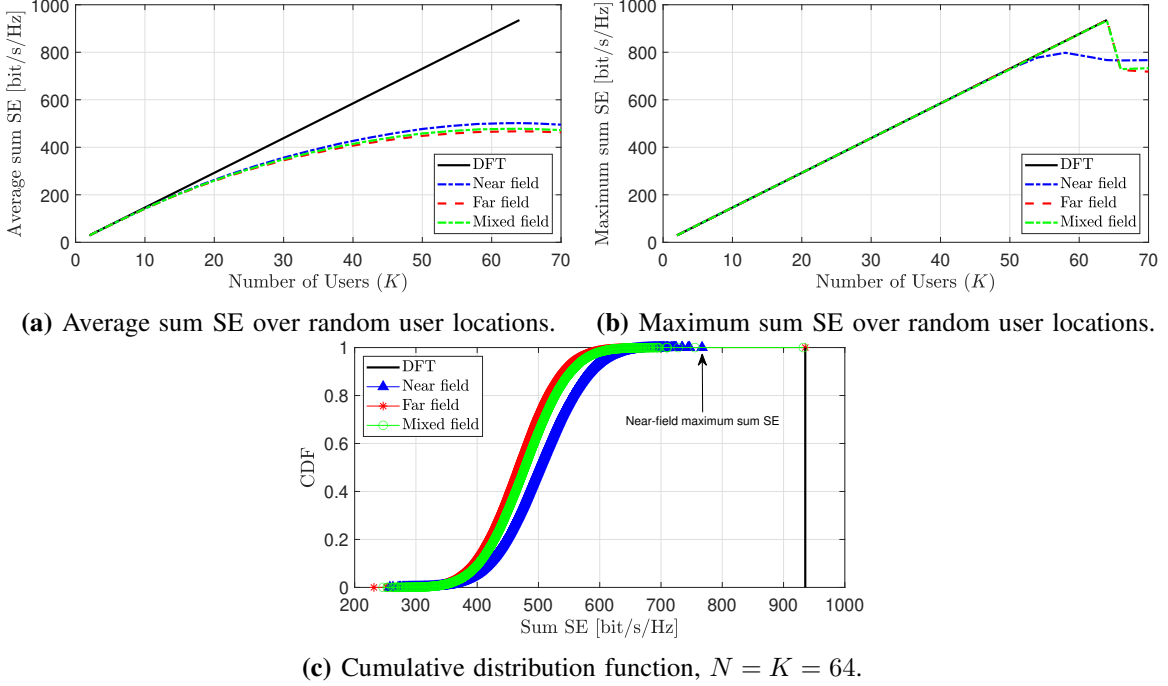 1000
800
600
400
200
0
Average sum SE [bit/s/Hz]
DFT
Near field
Far field
Mixed field
0 10 20 30 40 50 60 70
Number of Users (K)
(a) Average sum SE over random user locations.
1000
800
600
400
200
0
Maximum sum SE [bit/s/Hz]
DFT
Near field
Far field
Mixed field
0 10 20 30 40 50 60 70
Number of Users (K)
(b) Maximum sum SE over random user locations.
1
0.8
0.6
0.4
0.2
0
CDF
DFT
Near field
Far field
Mixed field
Near-field maximum sum SE
200 300 400 500 600 700 800 900 1000
Sum SE [bit/s/Hz]
(c) Cumulative distribution function, N = K = 64.